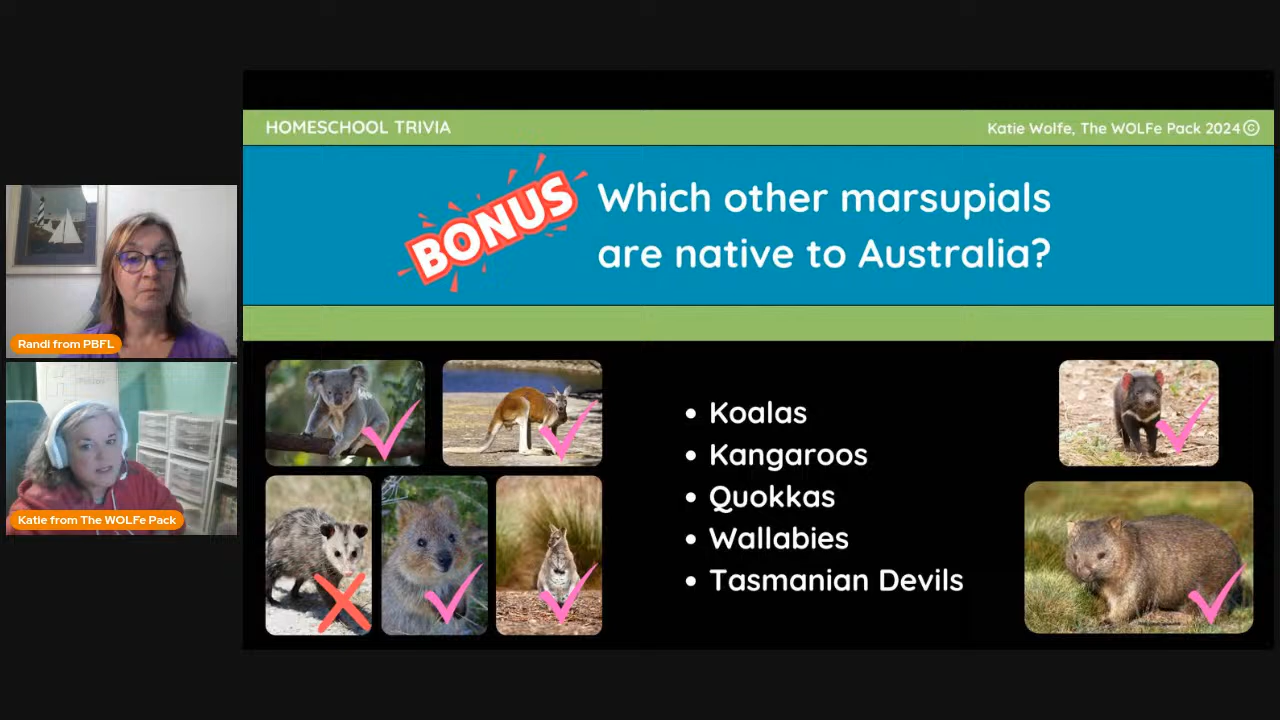 HOMESCHOOL TRIVIA
Katie Wolfe, The WOLFe Pack 2024©
BONUS
Which other marsupials
are native to Australia?
Randi from PBFL
Katie from The WOLFe Pack
• Koalas
• Kangaroos
• Quokkas
• Wallabies
• Tasmanian Devils